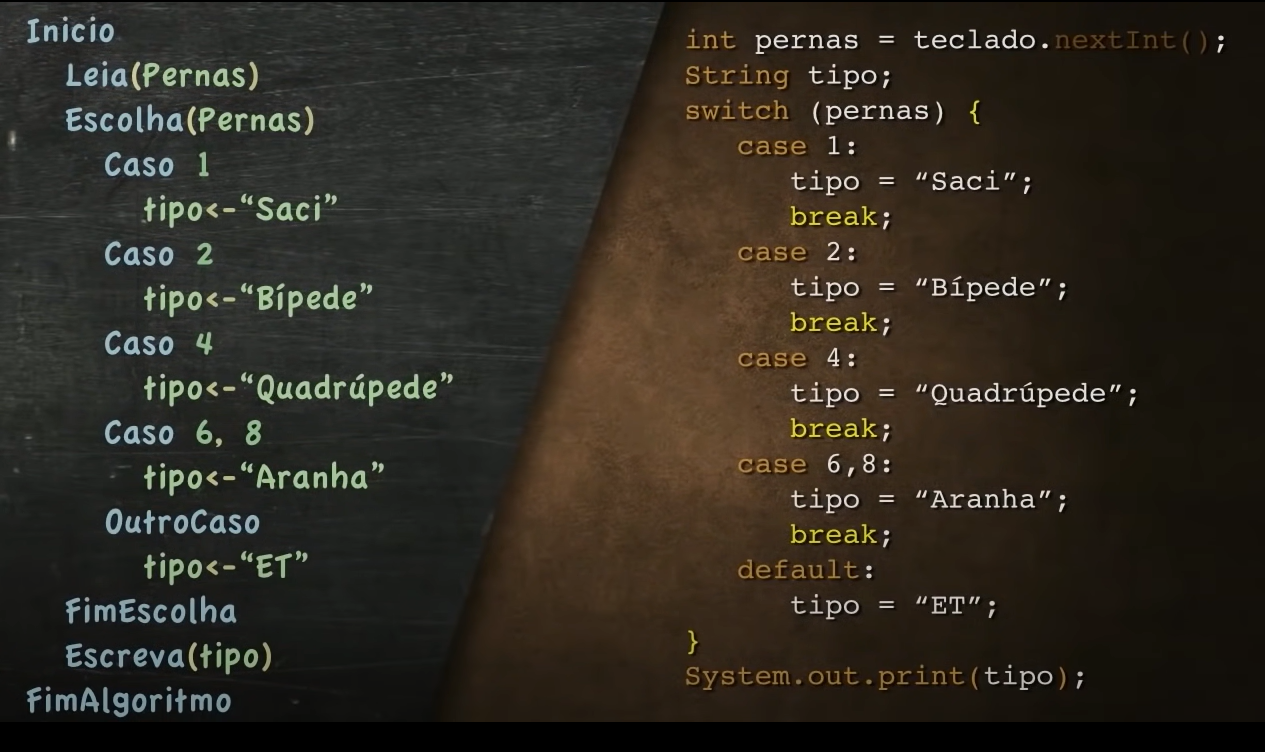 Inicio
Leia(Pernas)
Escolha(Pernas)
Caso 1
tipo<-“Saci”
Caso 2
tipo<-“Bípede”
Caso 4
tipo<-“Quadrúpede”
Caso 6, 8
tipo<-“Aranha”
OutroCaso
tipo<-“ET”
FimEscolha
Escreva(tipo)
FimAlgoritmo
int pernas = teclado.nextInt();
String tipo;
switch (pernas) {
case 1:
tipo = “Saci”;
break;
case 2:
tipo = “Bípede”;
break;
case 4:
tipo = “Quadrúpede”;
break;
case 6,8:
tipo = “Aranha”;
break;
default:
tipo = “ET”;
}
System.out.print(tipo);